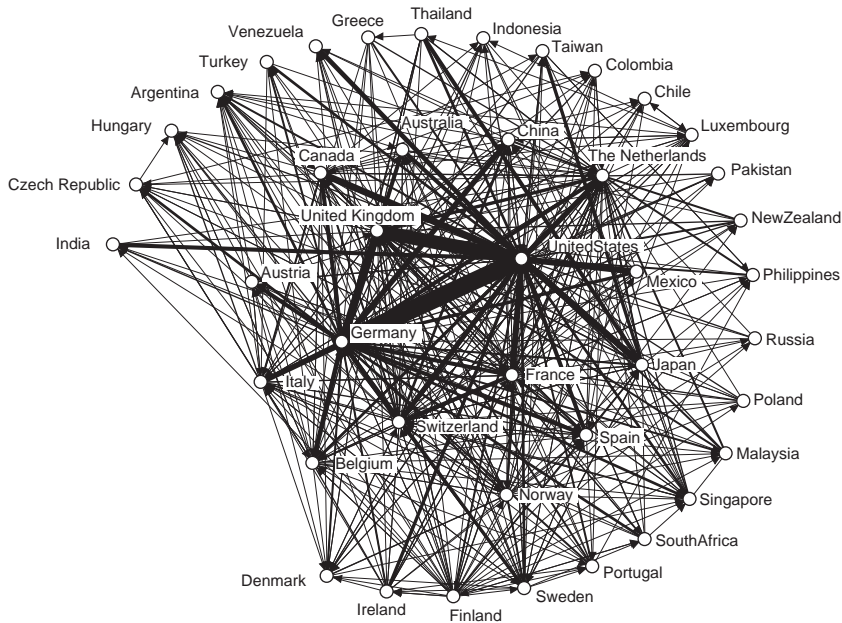 Thailand
Greece
Indonesia
Venezuela
Taiwan
Turkey
Colombia
Argentina
Chile
Hungary
Australia
China
Luxembourg
Canada
The Netherlands
Pakistan
Czech Republic
United Kingdom
NewZealand
India
UnitedStates
Austria
Mexico
Philippines
Germany
Russia
France
Japan
Italy
Poland
Switzerland
Spain
Malaysia
Belgium
Norway
Singapore
SouthAfrica
Portugal
Denmark
Sweden
Ireland
Finland